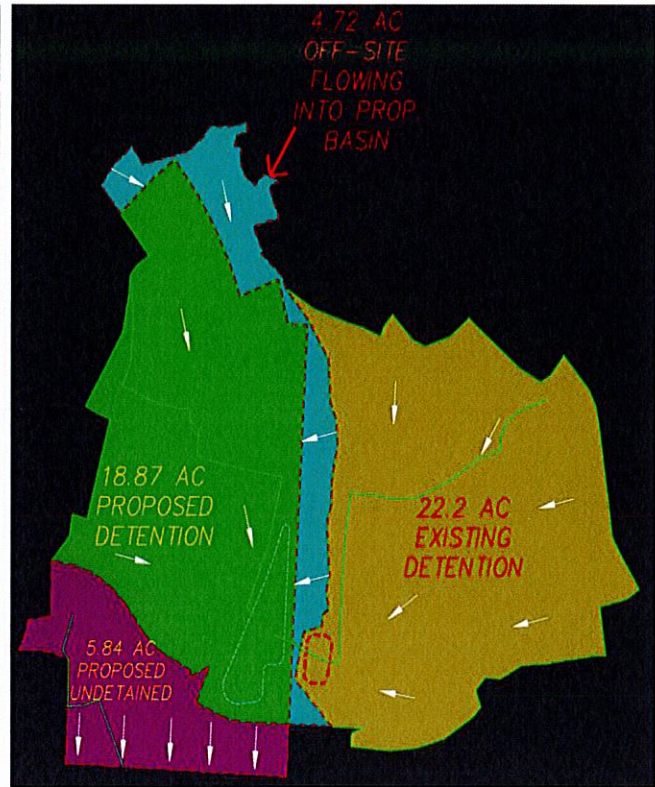 4.72 AC
OFF-SITE
FLOWING
INTO PROP.
BASIN
18.87 AC
PROPOSED
DETENTION
22.2 AC
EXISTING
DETENTION
5.84 AC
PROPOSED
UNDETAINED